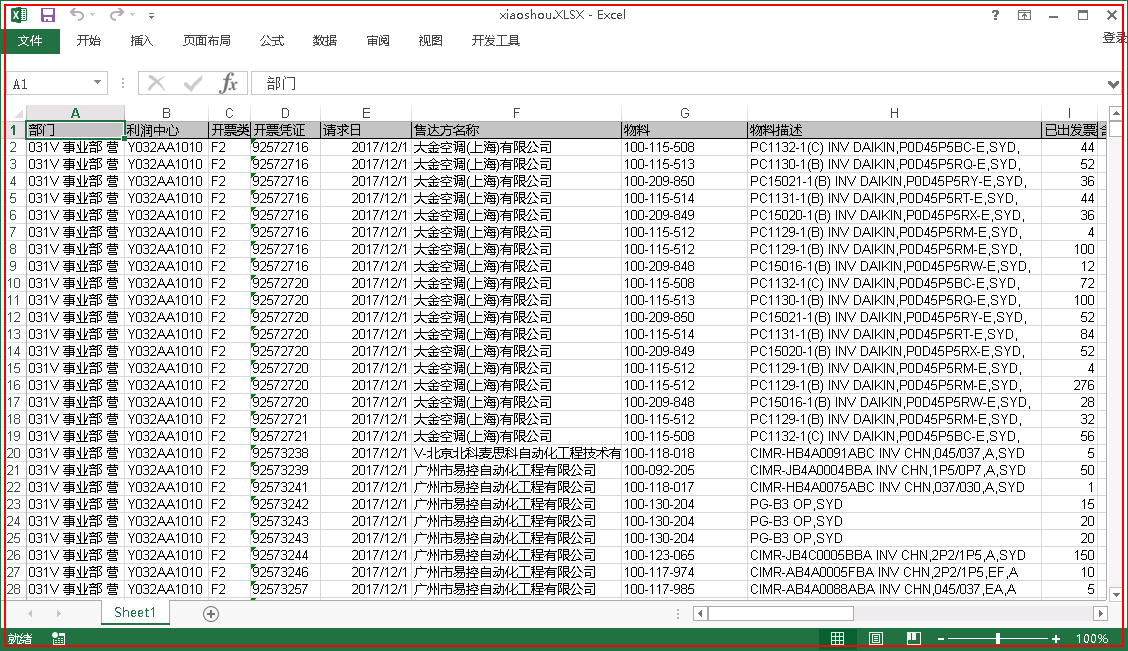 xiaoshou.XLSX - Excel
文件 开始 插入 页面布局 公式 数据 审阅 视图 开发工具 登录
A1 fx 部门
A B C D E F G H I
1 部门 利润中心 开票类 开票凭证 请求日 售达方名称 物料 物料描述 已出发票
2 031V 事业部 营 Y032AA1010 F2 92572716 2017/12/1 大金空调(上海)有限公司 100-115-508 PC1132-1(C) INV DAIKIN,P0D45P5BC-E,SYD, 44
3 031V 事业部 营 Y032AA1010 F2 92572716 2017/12/1 大金空调(上海)有限公司 100-115-513 PC1130-1(B) INV DAIKIN,P0D45P5RQ-E,SYD, 52
4 031V 事业部 营 Y032AA1010 F2 92572716 2017/12/1 大金空调(上海)有限公司 100-209-850 PC15021-1(B) INV DAIKIN,P0D45P5RY-E,SYD, 36
5 031V 事业部 营 Y032AA1010 F2 92572716 2017/12/1 大金空调(上海)有限公司 100-115-514 PC1131-1(B) INV DAIKIN,P0D45P5RT-E,SYD, 44
6 031V 事业部 营 Y032AA1010 F2 92572716 2017/12/1 大金空调(上海)有限公司 100-209-849 PC15020-1(B) INV DAIKIN,P0D45P5RX-E,SYD, 36
7 031V 事业部 营 Y032AA1010 F2 92572716 2017/12/1 大金空调(上海)有限公司 100-115-512 PC1129-1(B) INV DAIKIN,P0D45P5RM-E,SYD, 4
8 031V 事业部 营 Y032AA1010 F2 92572716 2017/12/1 大金空调(上海)有限公司 100-115-512 PC1129-1(B) INV DAIKIN,P0D45P5RM-E,SYD, 100
9 031V 事业部 营 Y032AA1010 F2 92572716 2017/12/1 大金空调(上海)有限公司 100-209-848 PC15016-1(B) INV DAIKIN,P0D45P5RW-E,SYD, 12
10 031V 事业部 营 Y032AA1010 F2 92572720 2017/12/1 大金空调(上海)有限公司 100-115-508 PC1132-1(C) INV DAIKIN,P0D45P5BC-E,SYD, 72
11 031V 事业部 营 Y032AA1010 F2 92572720 2017/12/1 大金空调(上海)有限公司 100-115-513 PC1130-1(B) INV DAIKIN,P0D45P5RQ-E,SYD, 100
12 031V 事业部 营 Y032AA1010 F2 92572720 2017/12/1 大金空调(上海)有限公司 100-209-850 PC15021-1(B) INV DAIKIN,P0D45P5RY-E,SYD, 52
13 031V 事业部 营 Y032AA1010 F2 92572720 2017/12/1 大金空调(上海)有限公司 100-115-514 PC1131-1(B) INV DAIKIN,P0D45P5RT-E,SYD, 84
14 031V 事业部 营 Y032AA1010 F2 92572720 2017/12/1 大金空调(上海)有限公司 100-209-849 PC15020-1(B) INV DAIKIN,P0D45P5RX-E,SYD, 52
15 031V 事业部 营 Y032AA1010 F2 92572720 2017/12/1 大金空调(上海)有限公司 100-115-512 PC1129-1(B) INV DAIKIN,P0D45P5RM-E,SYD, 4
16 031V 事业部 营 Y032AA1010 F2 92572720 2017/12/1 大金空调(上海)有限公司 100-115-512 PC1129-1(B) INV DAIKIN,P0D45P5RM-E,SYD, 276
17 031V 事业部 营 Y032AA1010 F2 92572720 2017/12/1 大金空调(上海)有限公司 100-209-848 PC15016-1(B) INV DAIKIN,P0D45P5RW-E,SYD, 28
18 031V 事业部 营 Y032AA1010 F2 92572721 2017/12/1 大金空调(上海)有限公司 100-115-512 PC1129-1(B) INV DAIKIN,P0D45P5RM-E,SYD, 32
19 031V 事业部 营 Y032AA1010 F2 92572721 2017/12/1 大金空调(上海)有限公司 100-115-508 PC1132-1(C) INV DAIKIN,P0D45P5BC-E,SYD, 56
20 031V 事业部 营 Y032AA1010 F2 92573238 2017/12/1 V-北京北科麦思科自动化工程技术有 100-118-018 CIMR-HB4A0091ABC INV CHN,045/037,A,SYD 5
21 031V 事业部 营 Y032AA1010 F2 92573239 2017/12/1 广州市易控自动化工程有限公司 100-092-205 CIMR-JB4A0004BBA INV CHN,1P5/0P7,A,SYD 50
22 031V 事业部 营 Y032AA1010 F2 92573241 2017/12/1 广州市易控自动化工程有限公司 100-118-017 CIMR-HB4A0075ABC INV CHN,037/030,A,SYD 1
23 031V 事业部 营 Y032AA1010 F2 92573242 2017/12/1 广州市易控自动化工程有限公司 100-130-204 PG-B3 OP,SYD 15
24 031V 事业部 营 Y032AA1010 F2 92573243 2017/12/1 广州市易控自动化工程有限公司 100-130-204 PG-B3 OP,SYD 20
25 031V 事业部 营 Y032AA1010 F2 92573243 2017/12/1 广州市易控自动化工程有限公司 100-130-204 PG-B3 OP,SYD 20
26 031V 事业部 营 Y032AA1010 F2 92573244 2017/12/1 广州市易控自动化工程有限公司 100-123-065 CIMR-JB4C0005BBA INV CHN,2P2/1P5,A,SYD 150
27 031V 事业部 营 Y032AA1010 F2 92573246 2017/12/1 广州市易控自动化工程有限公司 100-117-974 CIMR-AB4A0005FBA INV CHN,2P2/1P5,EF,A 10
28 031V 事业部 营 Y032AA1010 F2 92573257 2017/12/1 广州市易控自动化工程有限公司 100-117-985 CIMR-AB4A0088ABA INV CHN,045/037,EA,A 5
Sheet1
就绪 100%